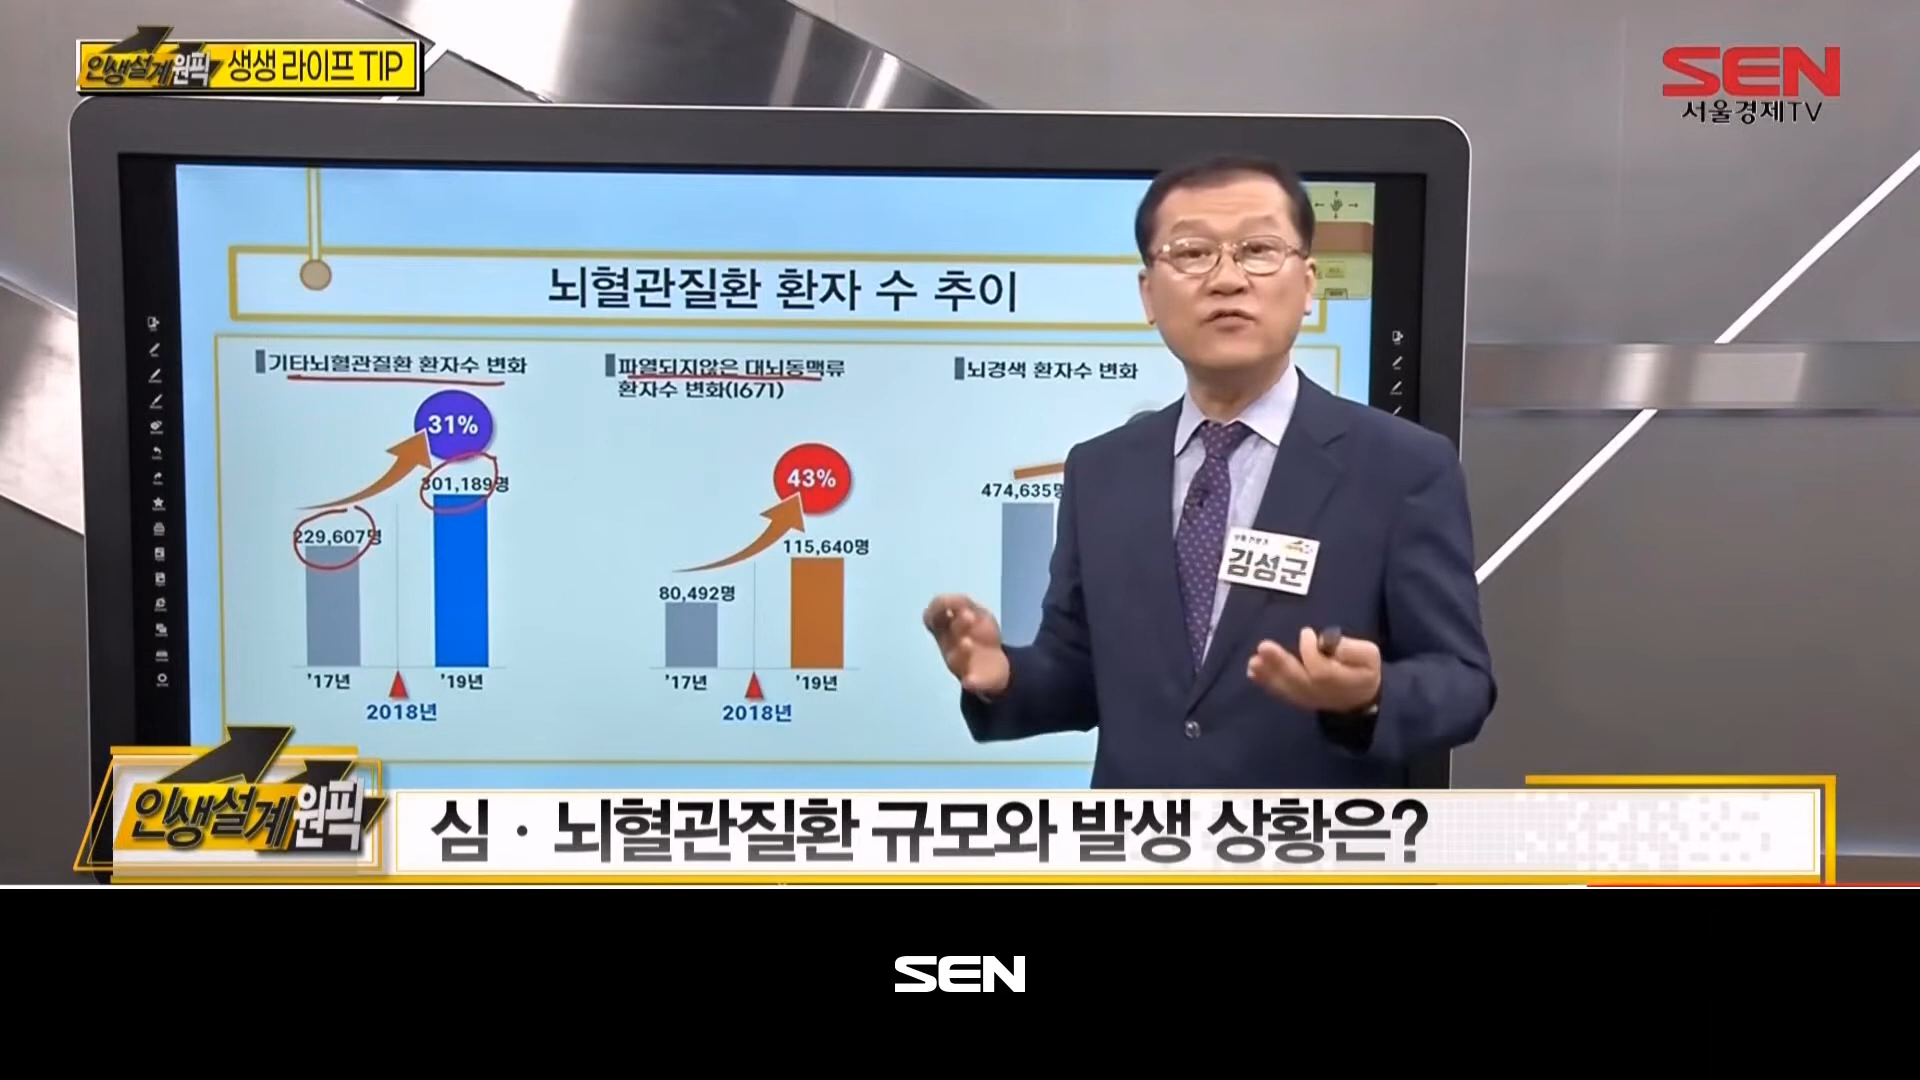 인생설계원픽 생생 라이프 TIP
SEN
서울경제TV
뇌혈관질환 환자 수 추이
기타뇌혈관질환 환자수 변화
31%
301,189명
229,607명
'17년
'19년
2018년
파열되지않은 대뇌동맥류
환자수 변화(I671)
43%
115,640명
80,492명
'17년
'19년
2018년
뇌경색 환자수 변화
474,635명
김성군
인생설계원픽
심 · 뇌혈관질환 규모와 발생 상황은?
SEN